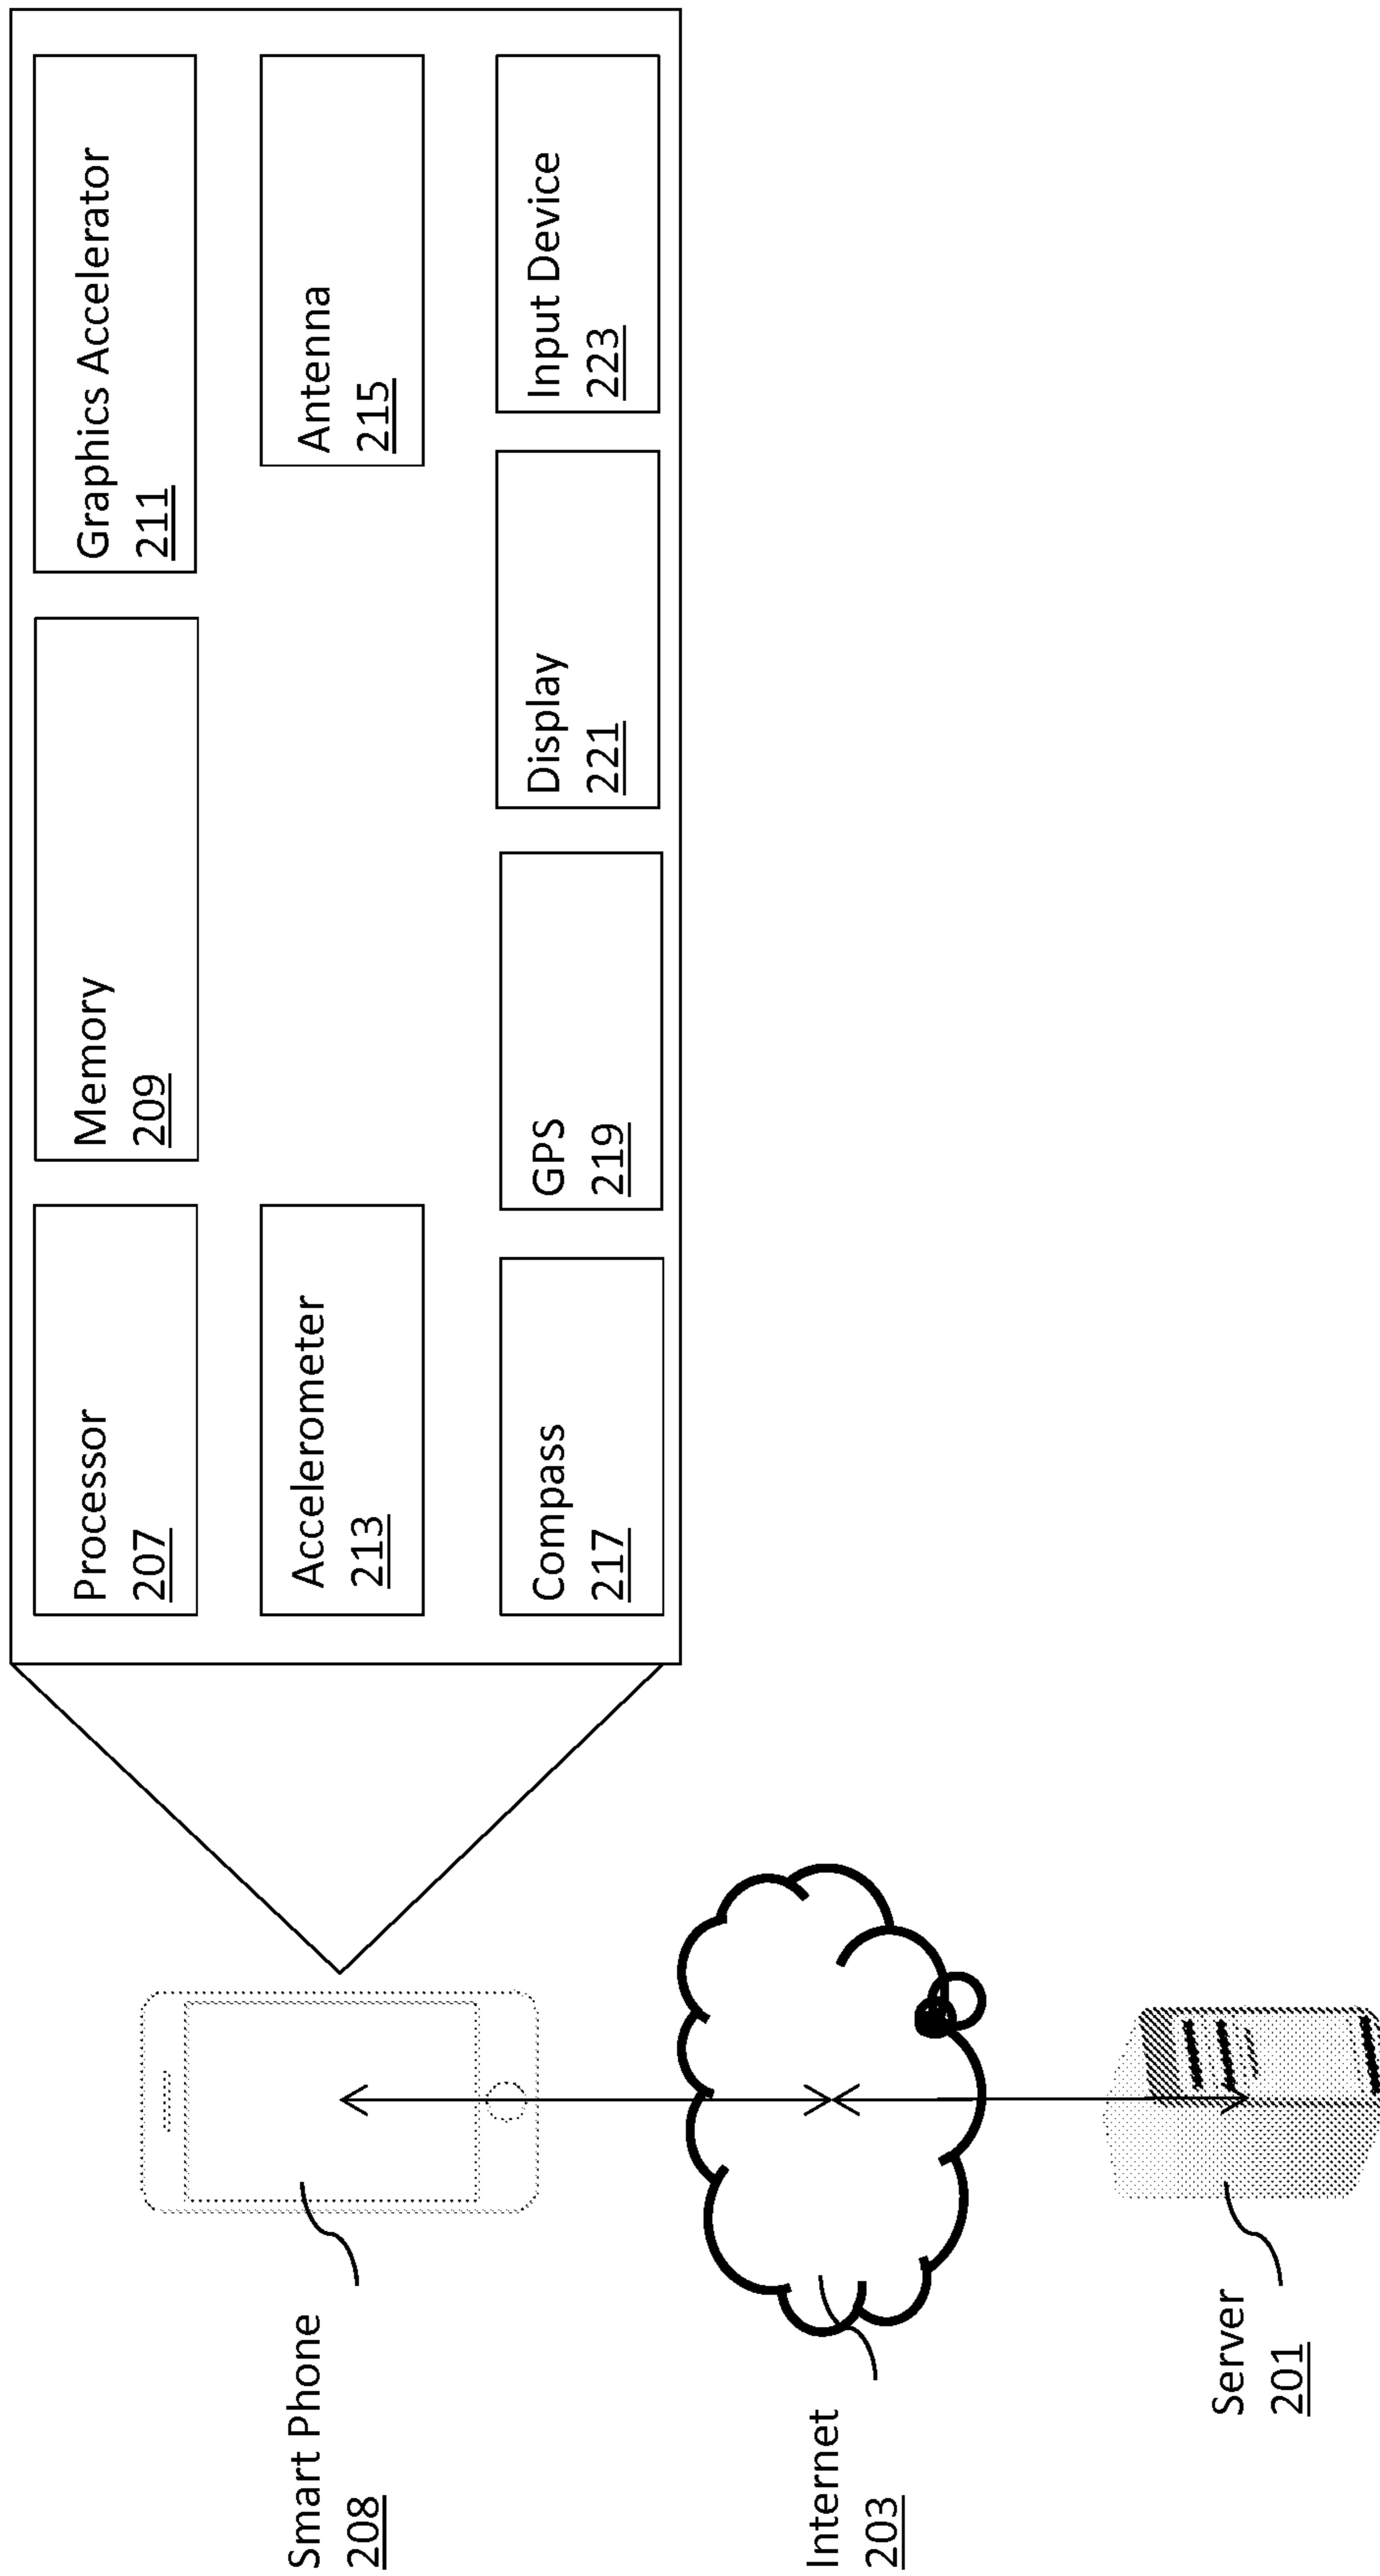 Smart Phone
208
Internet
203
Server
201
Processor
207
Memory
209
Graphics Accelerator
211
Accelerometer
213
Antenna
215
Compass
217
GPS
219
Display
221
Input Device
223